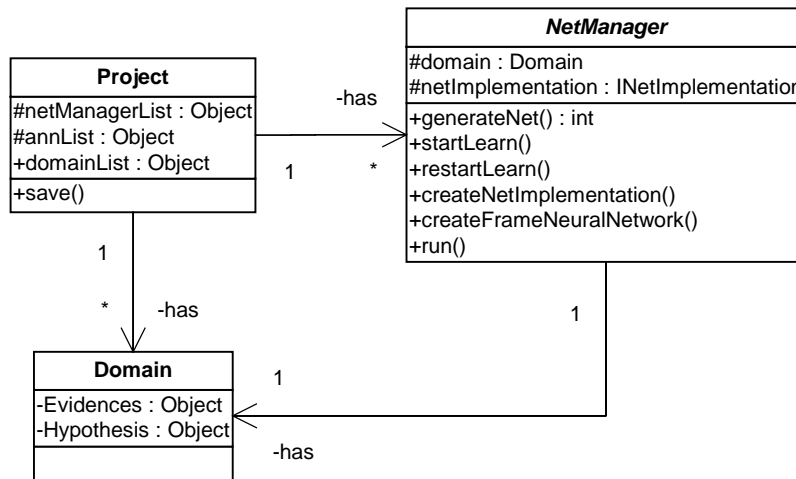 Project
#netManagerList : Object
#annList : Object
+domainList : Object
+save()
-has
1
*
NetManager
#domain : Domain
#netImplementation : INetImplementation
+generateNet() : int
+startLearn()
+restartLearn()
+createNetImplementation()
+createFrameNeuralNetwork()
+run()
1
*
-has
Domain
-Evidences : Object
-Hypothesis : Object
1
1
-has